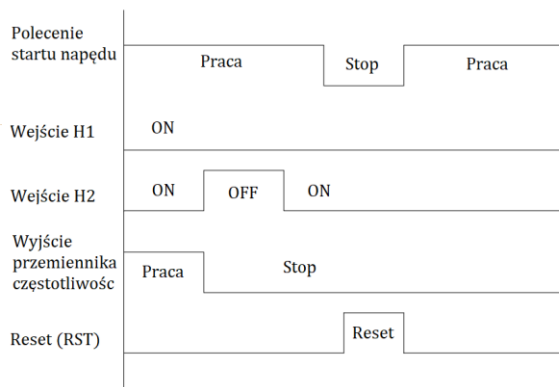 Polecenie
startu napędu
Praca
Stop
Praca
Wejście H1
ON
Wejście H2
ON
OFF
ON
Wyjście
przemiennika
częstotliwośc
Praca
Stop
Reset (RST)
Reset